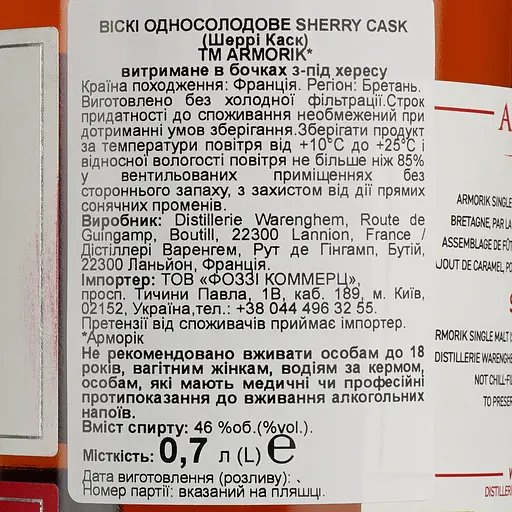 ВІСКІ ОДНОСОЛОДОВЕ SHERRY CASK
(Шеррі Каск)
ТМ ARMORIK*
витримане в бочках з-під хересу
Країна походження: Франція. Регіон: Бретань.
Виготовлено без холодної фільтрації.Строк
придатності до споживання необмежений при
дотриманні умов зберігання.Зберігати продукт
за температури повітря від +10°С до +25°С і
відносної вологості повітря не більше ніж 85%
у вентильованих приміщеннях без
стороннього запаху, з захистом від дії прямих
сонячних променів.
Виробник: Distillerie Warenghem, Route de
Guingamp, Boutill, 22300 Lannion, France /
Дістіллері Варенгем, Рут де Гінгамп, Бутій,
22300 Ланьйон, Франція.
Імпортер: ТОВ «ФОЗЗІ КОММЕРЦ»,
просп. Тичини Павла, 1В, каб. 189, м. Київ,
02152, Україна,тел.: +38 044 496 32 55.
Претензії від споживачів приймає імпортер.
*Арморік
Не рекомендовано вживати особам до 18
років, вагітним жінкам, водіям за кермом,
особам, які мають медичні чи професійні
протипоказання до вживання алкогольних
напоїв.
Вміст спирту: 46 %об.(%vol.).
Місткість: 0,7 л (L) e
Дата виготовлення (розливу):
Номер партії: вказаний на пляшці.
ARMORIK SINGLE
BRETAGNE, PAR LA
ASSEMBLAGE DE FÛT
AJOUT DE CARAMEL, PO
RMORIK SINGLE MALT IS
DISTILLERIE WARENGHE
NOT CHILL-FIL
TO PRESER
DISTILLER